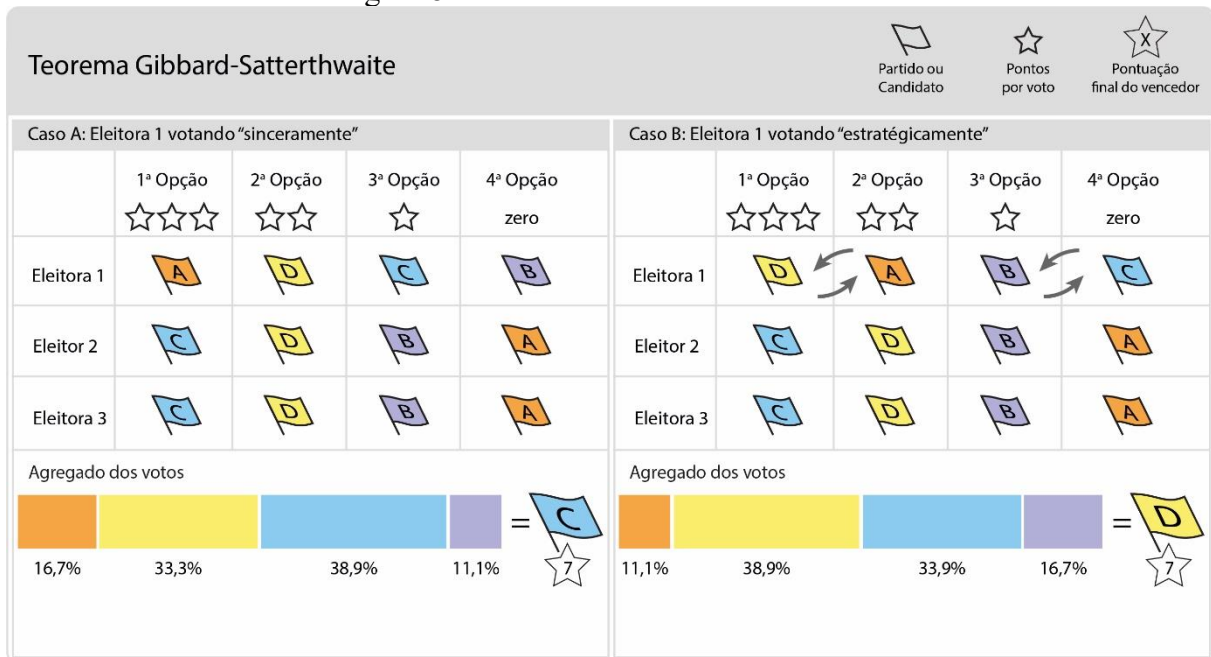 Teorema Gibbard-Satterthwaite
Partido ou
Candidato
Pontos
por voto
X
Pontuação
final do vencedor
Caso A: Eleitora 1 votando "sinceramente"
1ª Opção 2ª Opção 3ª Opção 4ª Opção
zero
Eleitora 1 A D C B
Eleitor 2 C D B A
Eleitora 3 C D B A
Agregado dos votos
= C
16,7% 33,3% 38,9% 11,1% 7
Caso B: Eleitora 1 votando "estratégicamente"
1ª Opção 2ª Opção 3ª Opção 4ª Opção
zero
Eleitora 1 D A B C
Eleitor 2 C D B A
Eleitora 3 C D B A
Agregado dos votos
= D
11,1% 38,9% 33,9% 16,7% 7